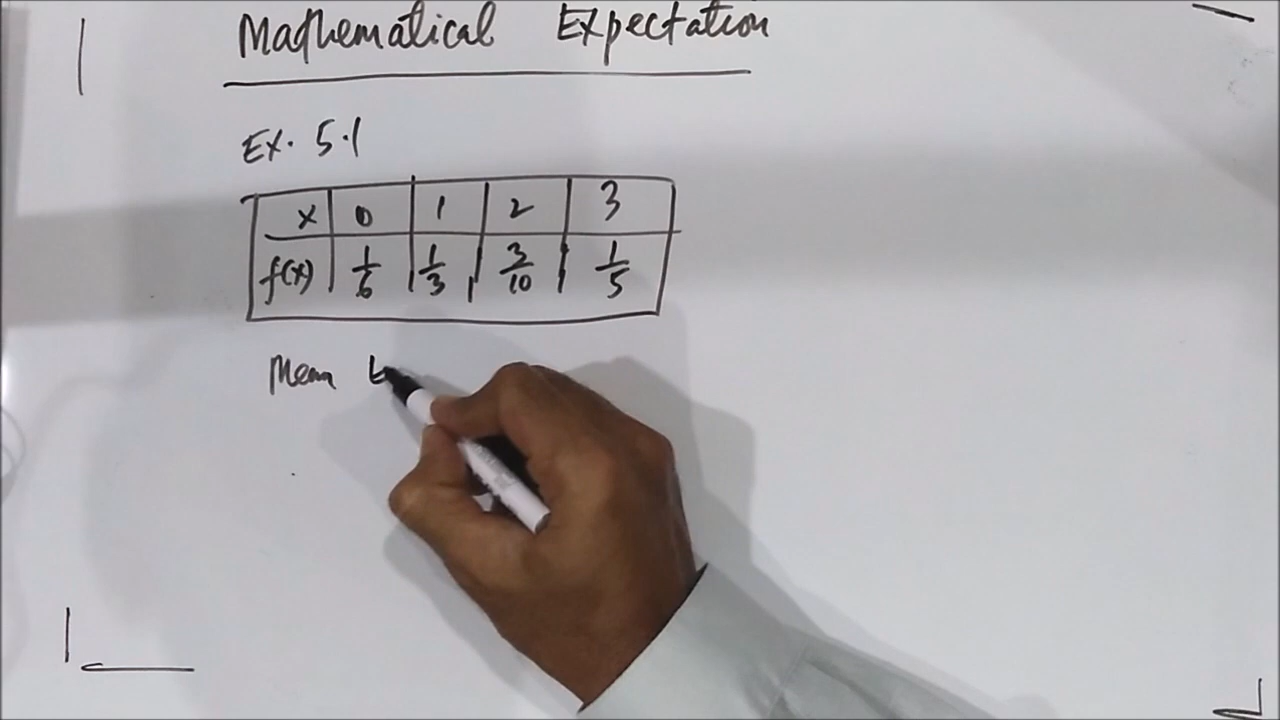 Mathematical Expectation
Ex. 5.1
x 0 1 2 3
f(x) 1/6 1/3 3/10 1/5
Mean E